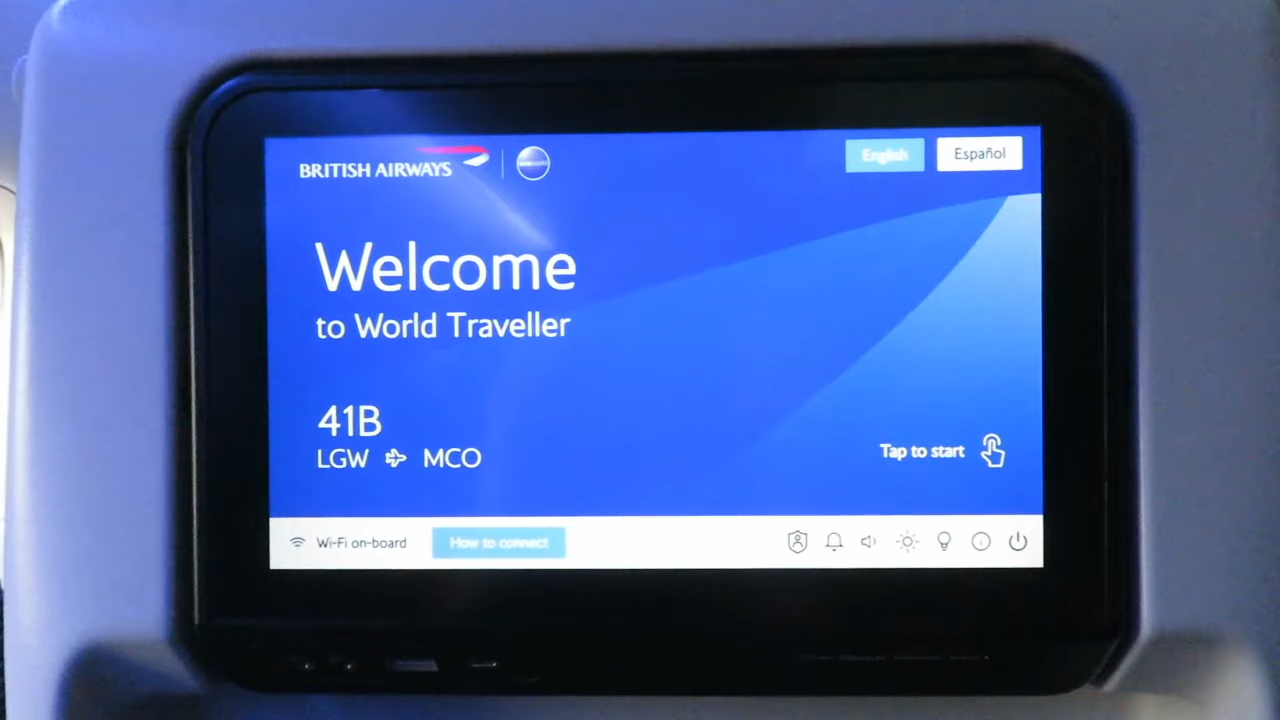 BRITISH AIRWAYS
English
Español
Welcome
to World Traveller
41B
LGW MCO
Tap to start
Wi-Fi on-board
How to connect